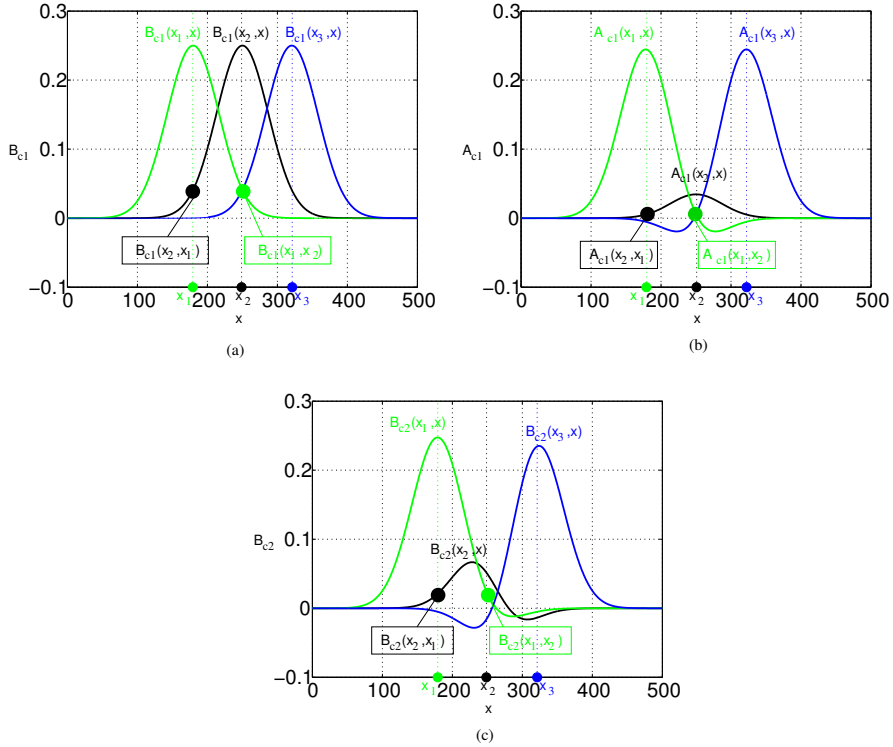 0.3
0.2
0.1
0
−0.1
B_c1
B_c1(x_1,x)
B_c1(x_2,x)
B_c1(x_3,x)
B_c1(x_2,x_1)
B_c1(x_1,x_2)
0 100 200 300 400 500
x_1 x_2 x_3
x
(a)
0.3
0.2
0.1
0
−0.1
A_c1
A_c1(x_1,x)
A_c1(x_3,x)
A_c1(x_2,x)
A_c1(x_2,x_1)
A_c1(x_1,x_2)
0 100 200 300 400 500
x_1 x_2 x_3
x
(b)
0.3
0.2
0.1
0
−0.1
B_c2
B_c2(x_1,x)
B_c2(x_3,x)
B_c2(x_2,x)
B_c2(x_2,x_1)
B_c2(x_1,x_2)
0 100 200 300 400 500
x_1 x_2 x_3
x
(c)